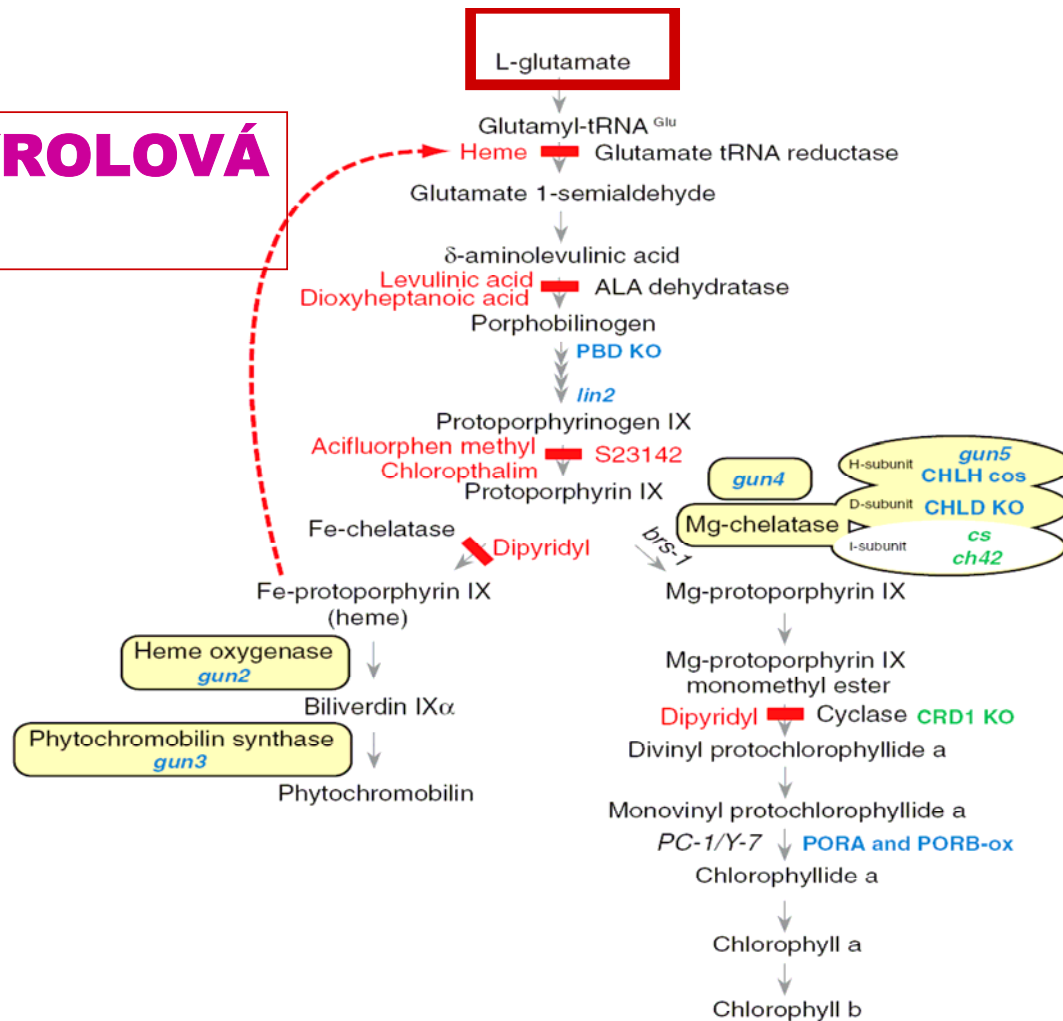 L-glutamate
ROLOVÁ
Glutamyl-tRNA Glu
Heme Glutamate tRNA reductase
Glutamate 1-semialdehyde
δ-aminolevulinic acid
Levulinic acid
Dioxyheptanoic acid
ALA dehydratase
Porphobilinogen
PBD KO
lin2
Protoporphyrinogen IX
Acifluorphen methyl
Chloropthalim
S23142
Protoporphyrin IX
gun4
H-subunit gun5
CHLH cos
Mg-chelatase
D-subunit CHLD KO
I-subunit cs
ch42
Fe-chelatase
Dipyridyl
brs-1
Fe-protoporphyrin IX
(heme)
Mg-protoporphyrin IX
Heme oxygenase
gun2
Mg-protoporphyrin IX
monomethyl ester
Biliverdin IXα
Dipyridyl Cyclase CRD1 KO
Phytochromobilin synthase
gun3
Divinyl protochlorophyllide a
Phytochromobilin
Monovinyl protochlorophyllide a
PC-1/Y-7 PORA and PORB-ox
Chlorophyllide a
Chlorophyll a
Chlorophyll b